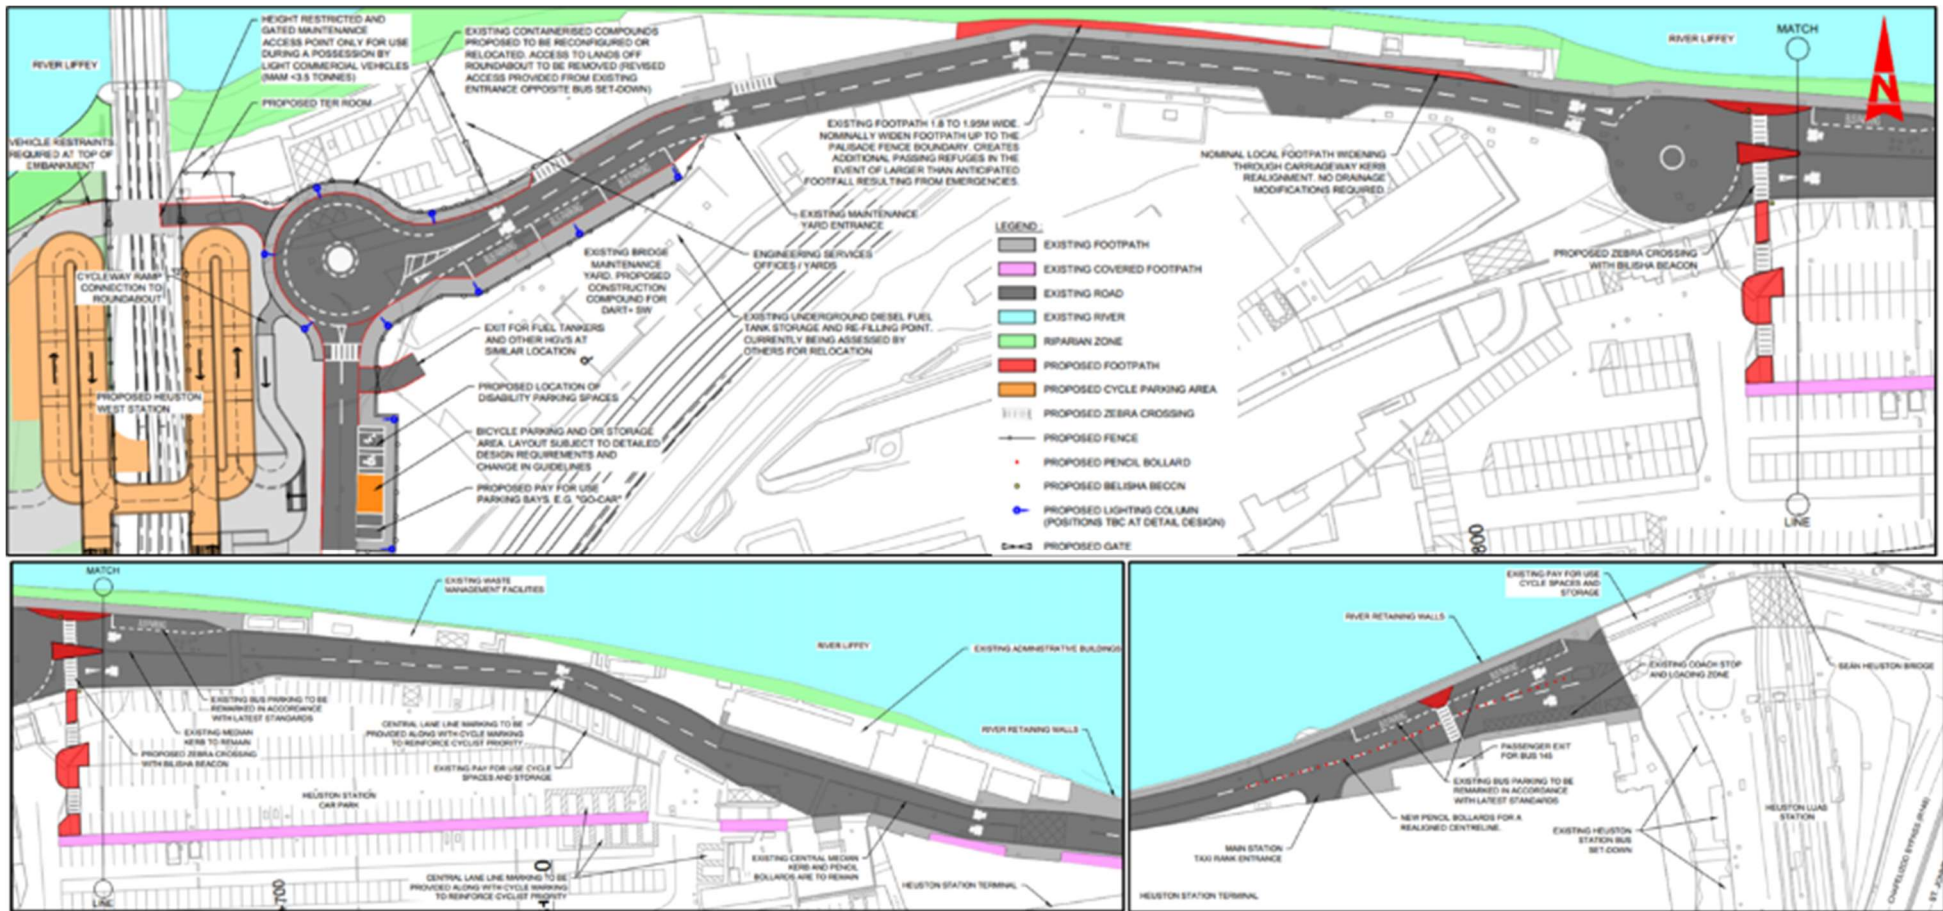 HEIGHT RESTRICTED AND
GATED MAINTENANCE
ACCESS POINT ONLY FOR USE
DURING A POSSESSION BY
LIGHT COMMERCIAL VEHICLES
(MAM <3.5 TONNES)
EXISTING CONTAINERISED COMPOUNDS
PROPOSED TO BE RECONFIGURED OR
RELOCATED. ACCESS TO LANDS OFF
ROUNDABOUT TO BE REMOVED (REVISED
ACCESS PROVIDED FROM EXISTING
ENTRANCE OPPOSITE BUS SET-DOWN)
RIVER LIFFEY
RIVER LIFFEY
MATCH
N
PROPOSED TER ROOM
VEHICLE RESTRAINTS
REQUIRED AT TOP OF
EMBANKMENT
EXISTING FOOTPATH 1.8 TO 1.95M WIDE.
NOMINALLY WIDEN FOOTPATH UP TO THE
PALISADE FENCE BOUNDARY. CREATES
ADDITIONAL PASSING REFUGES IN THE
EVENT OF LARGER THAN ANTICIPATED
FOOTFALL RESULTING FROM EMERGENCIES.
NOMINAL LOCAL FOOTPATH WIDENING
THROUGH CARRIAGEWAY KERB
REALIGNMENT. NO DRAINAGE
MODIFICATIONS REQUIRED.
EXISTING MAINTENANCE
YARD ENTRANCE
ENGINEERING SERVICES
OFFICES / YARDS
EXISTING BRIDGE
MAINTENANCE
YARD. PROPOSED
CONSTRUCTION
COMPOUND FOR
DART+ SW
CYCLEWAY RAMP
CONNECTION TO
ROUNDABOUT
EXISTING UNDERGROUND DIESEL FUEL
TANK STORAGE AND RE-FILLING POINT.
CURRENTLY BEING ASSESSED BY
OTHERS FOR RELOCATION
EXIT FOR FUEL TANKERS
AND OTHER HGVS AT
SIMILAR LOCATION
PROPOSED LOCATION OF
DISABILITY PARKING SPACES
PROPOSED HEUSTON
WEST STATION
BICYCLE PARKING AND OR STORAGE
AREA. LAYOUT SUBJECT TO DETAILED
DESIGN REQUIREMENTS AND
CHANGE IN GUIDELINES
PROPOSED PAY FOR USE
PARKING BAYS. E.G. "GO-CAR"
PROPOSED ZEBRA CROSSING
WITH BILISHA BEACON
LEGEND :
EXISTING FOOTPATH
EXISTING COVERED FOOTPATH
EXISTING ROAD
EXISTING RIVER
RIPARIAN ZONE
PROPOSED FOOTPATH
PROPOSED CYCLE PARKING AREA
PROPOSED ZEBRA CROSSING
PROPOSED FENCE
PROPOSED PENCIL BOLLARD
PROPOSED BELISHA BECON
PROPOSED LIGHTING COLUMN
(POSITIONS TBC AT DETAIL DESIGN)
PROPOSED GATE
800
LINE
MATCH
EXISTING WASTE
MANAGEMENT FACILITIES
RIVER LIFFEY
EXISTING ADMINISTRATIVE BUILDINGS
EXISTING BUS PARKING TO BE
REMARKED IN ACCORDANCE
WITH LATEST STANDARDS
EXISTING MEDIAN
KERB TO REMAIN
PROPOSED ZEBRA CROSSING
WITH BILISHA BEACON
CENTRAL LANE LINE MARKING TO BE
PROVIDED ALONG WITH CYCLE MARKING
TO REINFORCE CYCLIST PRIORITY
EXISTING PAY FOR USE CYCLE
SPACES AND STORAGE
RIVER RETAINING WALLS
HEUSTON STATION
CAR PARK
EXISTING CENTRAL MEDIAN
KERB AND PENCIL
BOLLARDS ARE TO REMAIN
CENTRAL LANE LINE MARKING TO BE
PROVIDED ALONG WITH CYCLE MARKING
TO REINFORCE CYCLIST PRIORITY
HEUSTON STATION TERMINAL
LINE
700
EXISTING PAY FOR USE
CYCLE SPACES AND
STORAGE
RIVER RETAINING WALLS
EXISTING COACH STOP
AND LOADING ZONE
SEAN HEUSTON BRIDGE
PASSENGER EXIT
FOR BUS 145
EXISTING BUS PARKING TO BE
REMARKED IN ACCORDANCE
WITH LATEST STANDARDS
NEW PENCIL BOLLARDS FOR A
REALIGNED CENTRELINE.
MAIN STATION
TAXI RANK ENTRANCE
EXISTING HEUSTON
STATION BUS
SET-DOWN
HEUSTON LUAS
STATION
HEUSTON STATION TERMINAL
CHAPELIZOD BYPASS (R148)